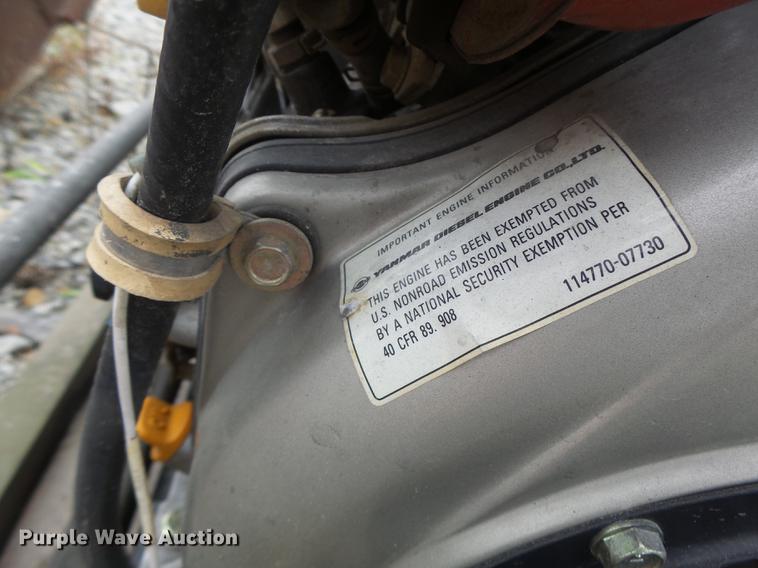 IMPORTANT ENGINE INFORMATION
YANMAR DIESEL ENGINE CO.,LTD.
THIS ENGINE HAS BEEN EXEMPTED FROM
U.S. NONROAD EMISSION REGULATIONS
BY A NATIONAL SECURITY EXEMPTION PER
40 CFR 89. 908
114770-07730
Purple Wave Auction